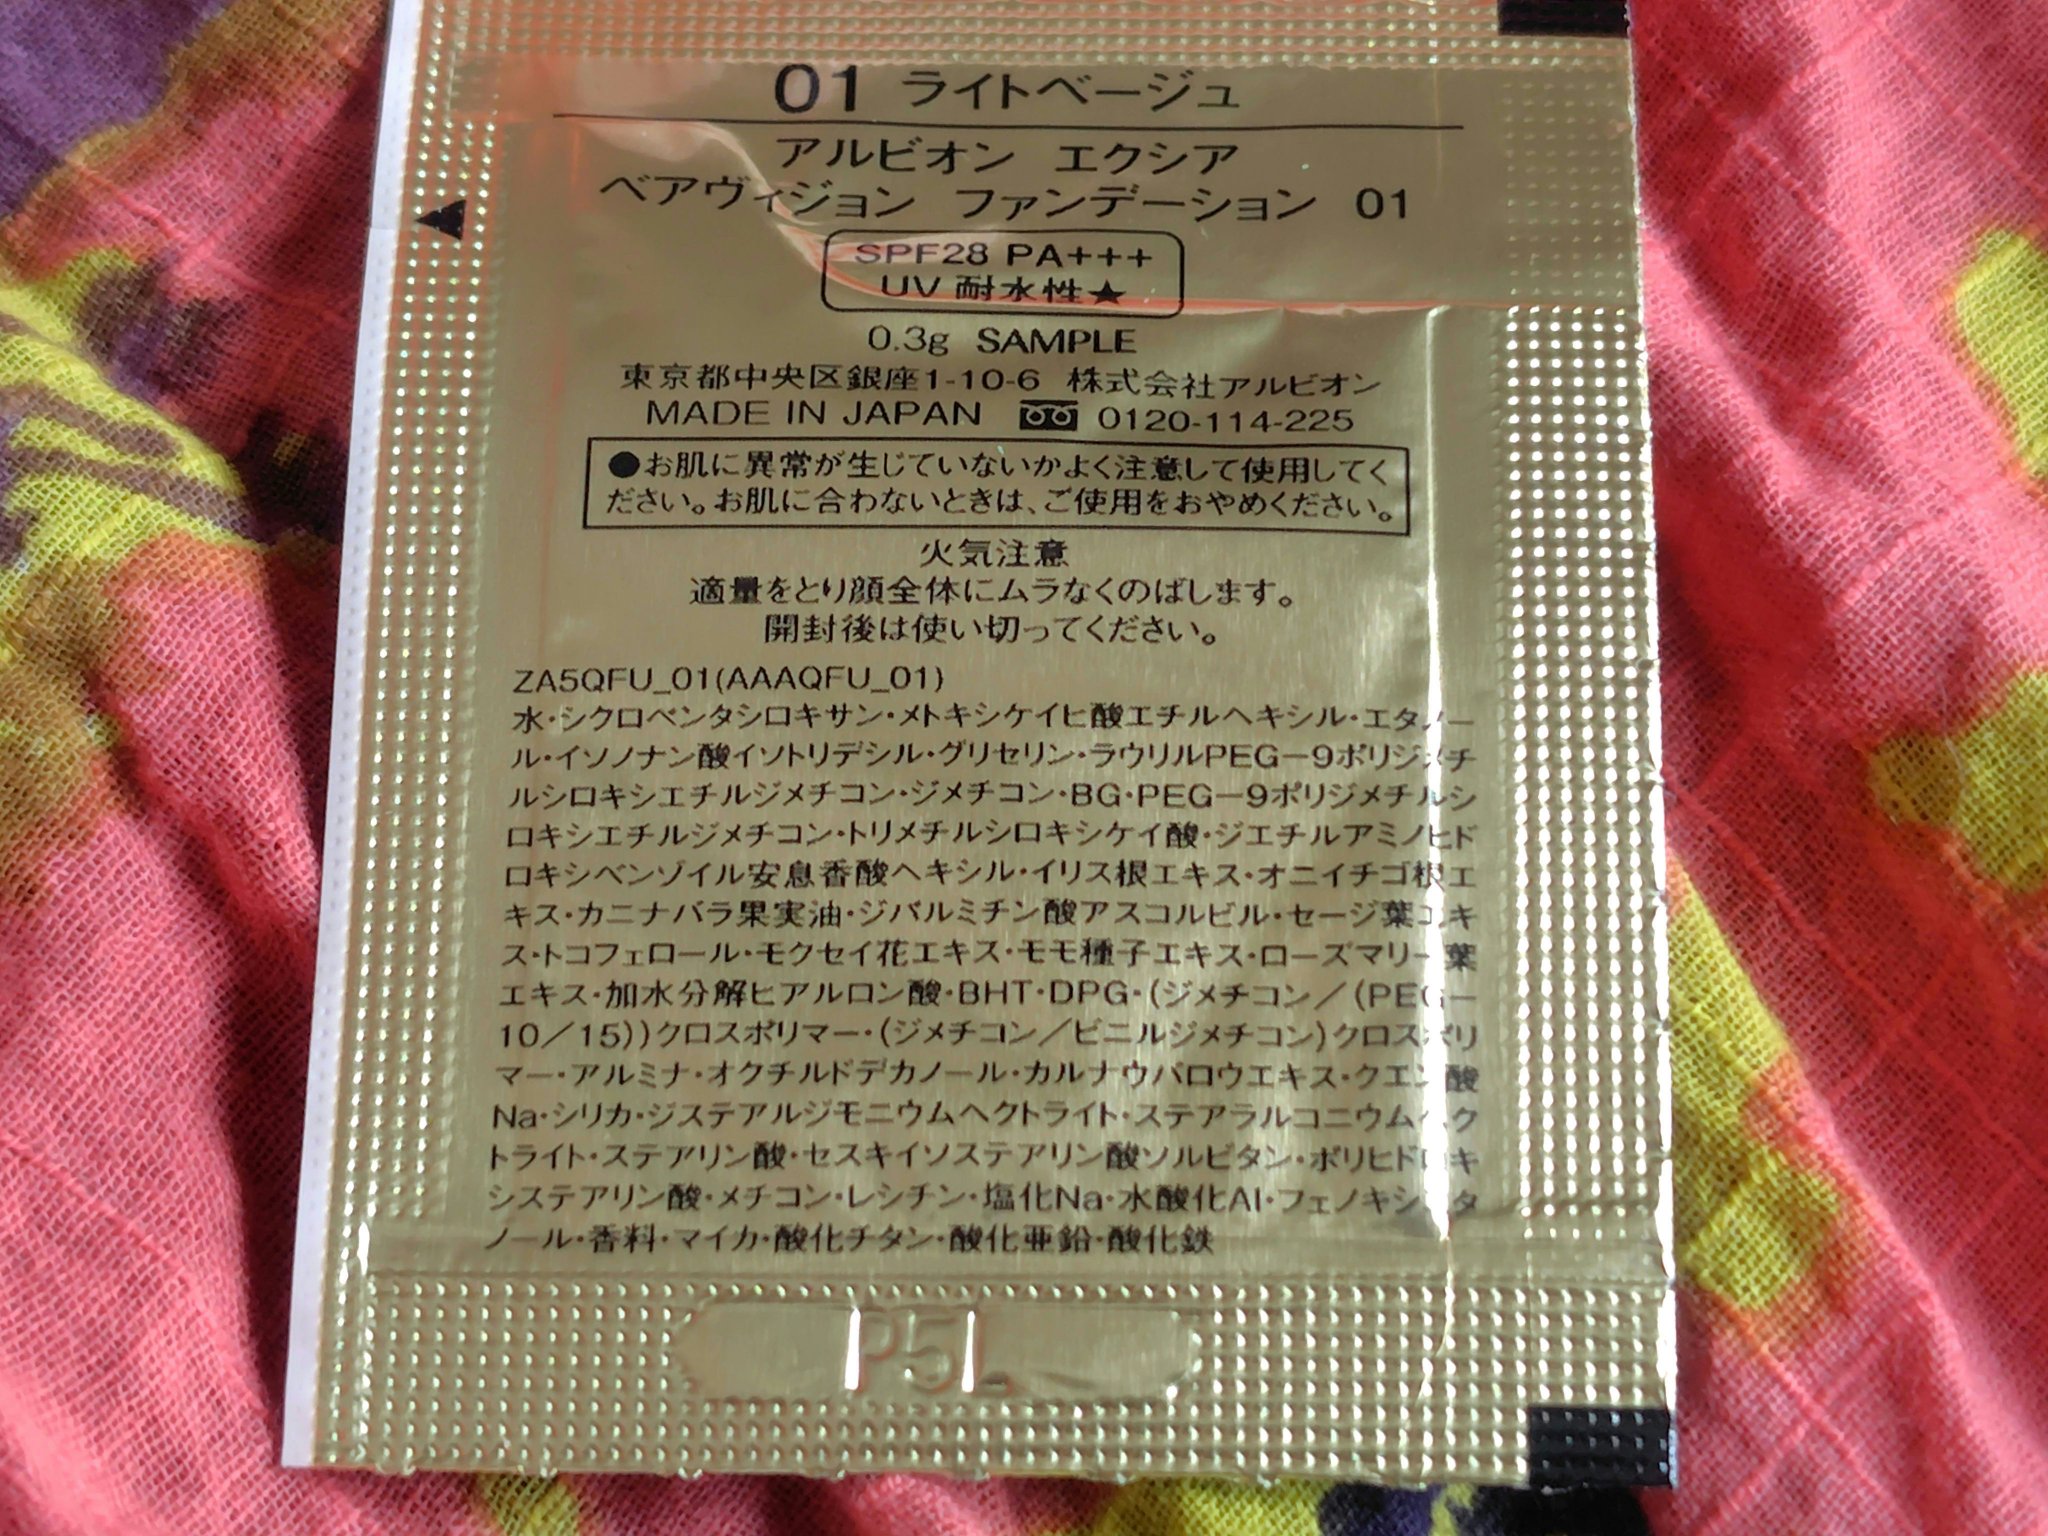 01 ライトベージュ
アルビオン エクシア
ベアヴィジョン ファンデーション 01
SPF28 PA+++
UV 耐水性★
0.3g SAMPLE
東京都中央区銀座1-10-6 株式会社アルビオン
MADE IN JAPAN 0120-114-225
●お肌に異常が生じていないかよく注意して使用してく
ださい。お肌に合わないときは、ご使用をおやめください。
火気注意
適量をとり顔全体にムラなくのばします。
開封後は使い切ってください。
ZA5QFU_01(AAAQFU_01)
水・シクロペンタシロキサン・メトキシケイヒ酸エチルヘキシル・エタノー
ル・イソノナン酸イソトリデシル・グリセリン・ラウリルPEG－9ポリジメチ
ルシロキシエチルジメチコン・ジメチコン・BG・PEG－9ポリジメチルシ
ロキシエチルジメチコン・トリメチルシロキシケイ酸・ジエチルアミノヒド
ロキシベンゾイル安息香酸ヘキシル・イリス根エキス・オニイチゴ根エ
キス・カニナバラ果実油・ジパルミチン酸アスコルビル・セージ葉エキ
ス・トコフェロール・モクセイ花エキス・モモ種子エキス・ローズマリー葉
エキス・加水分解ヒアルロン酸・BHT・DPG・(ジメチコン／(PEG－
10／15))クロスポリマー・(ジメチコン／ビニルジメチコン)クロスポリ
マー・アルミナ・オクチルドデカノール・カルナウバロウエキス・クエン酸
Na・シリカ・ジステアルジモニウムヘクトライト・ステアラルコニウムヘク
トライト・ステアリン酸・セスキイソステアリン酸ソルビタン・ポリヒドロキ
システアリン酸・メチコン・レシチン・塩化Na・水酸化Al・フェノキシエタ
ノール・香料・マイカ・酸化チタン・酸化亜鉛・酸化鉄
P5L